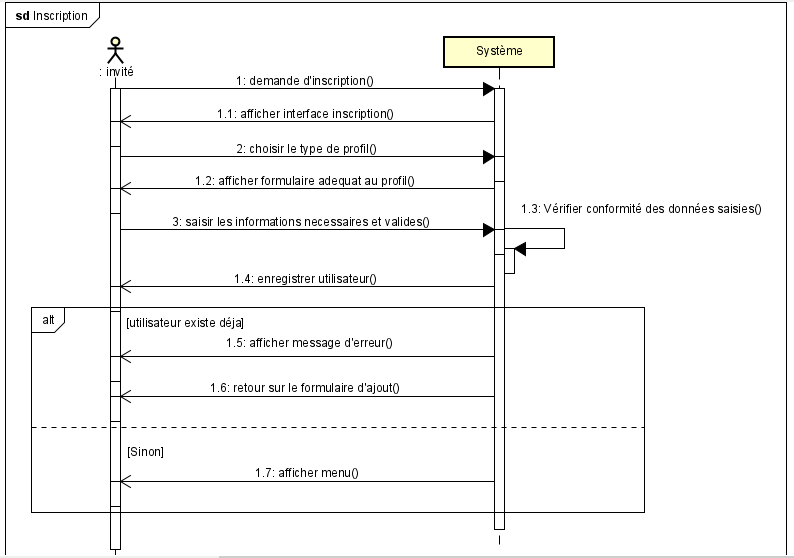 sd Inscription
: invité
Système
1: demande d'inscription()
1.1: afficher interface inscription()
2: choisir le type de profil()
1.2: afficher formulaire adequat au profil()
1.3: Vérifier conformité des données saisies()
3: saisir les informations necessaires et valides()
1.4: enregistrer utilisateur()
alt
[utilisateur existe déja]
1.5: afficher message d'erreur()
1.6: retour sur le formulaire d'ajout()
[Sinon]
1.7: afficher menu()